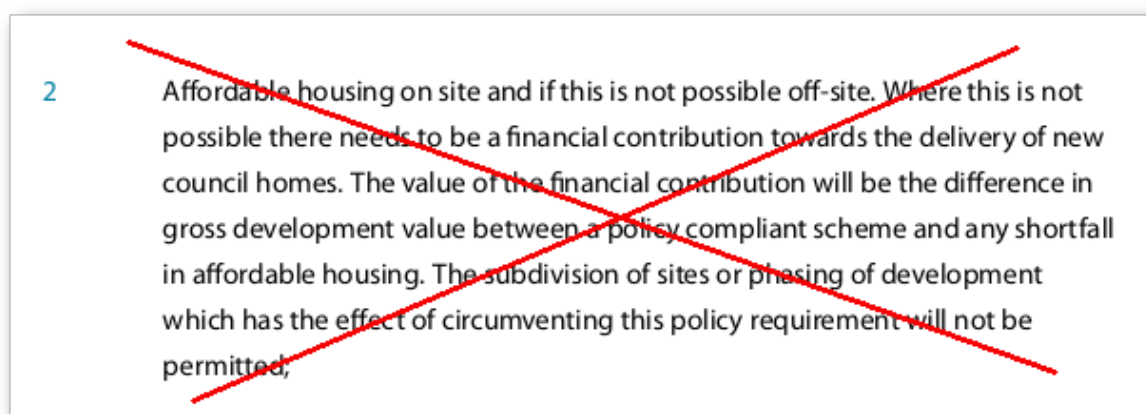 2 Affordable housing on site and if this is not possible off-site. Where this is not
possible there needs to be a financial contribution towards the delivery of new
council homes. The value of the financial contribution will be the difference in
gross development value between a policy compliant scheme and any shortfall
in affordable housing. The subdivision of sites or phasing of development
which has the effect of circumventing this policy requirement will not be
permitted;